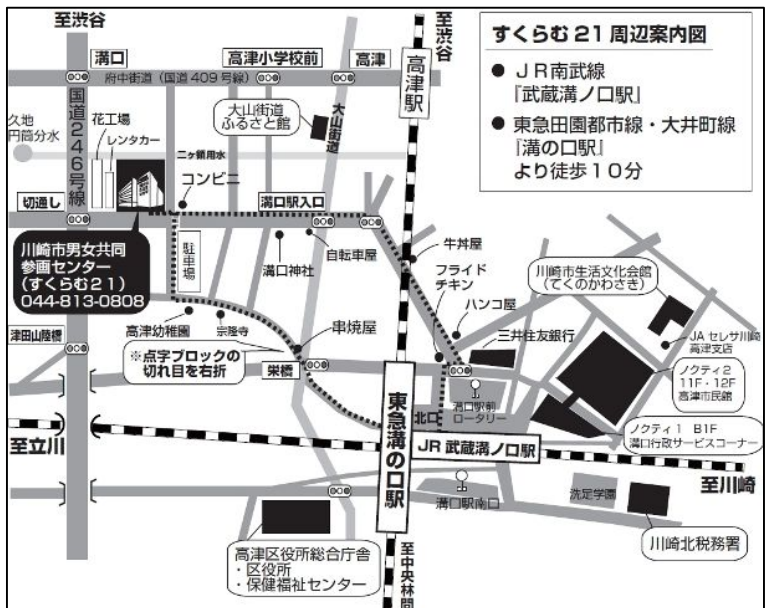 至渋谷
溝口
高津小学校前
高津
至渋谷
府中街道（国道409号線）
国道246号線
久地
円筒分水
花工場
レンタカー
大山街道
ふるさと館
大山街道
高津駅
二ヶ領用水
コンビニ
切通し
溝口駅入口
川崎市男女共同
参画センター
（すくらむ21）
044-813-0808
駐車場
溝口神社
自転車屋
牛丼屋
フライド
チキン
ハンコ屋
三井住友銀行
川崎市生活文化会館
（てくのかわさき）
JA セレサ川崎
高津支店
津田山陸橋
高津幼稚園
宗隆寺
串焼屋
※点字ブロックの
切れ目を右折
栄橋
東急溝の口駅
北口
溝口駅前
ロータリー
ノクティ2
11F・12F
高津市民館
ノクティ1 B1F
溝口行政サービスコーナー
至立川
JR 武蔵溝ノ口駅
至川崎
溝口駅南口
洗足学園
川崎北税務署
高津区役所総合庁舎
・区役所
・保健福祉センター
至中央林間
すくらむ21周辺案内図
● ＪＲ南武線
『武蔵溝ノ口駅』
● 東急田園都市線・大井町線
『溝の口駅』
より徒歩１０分